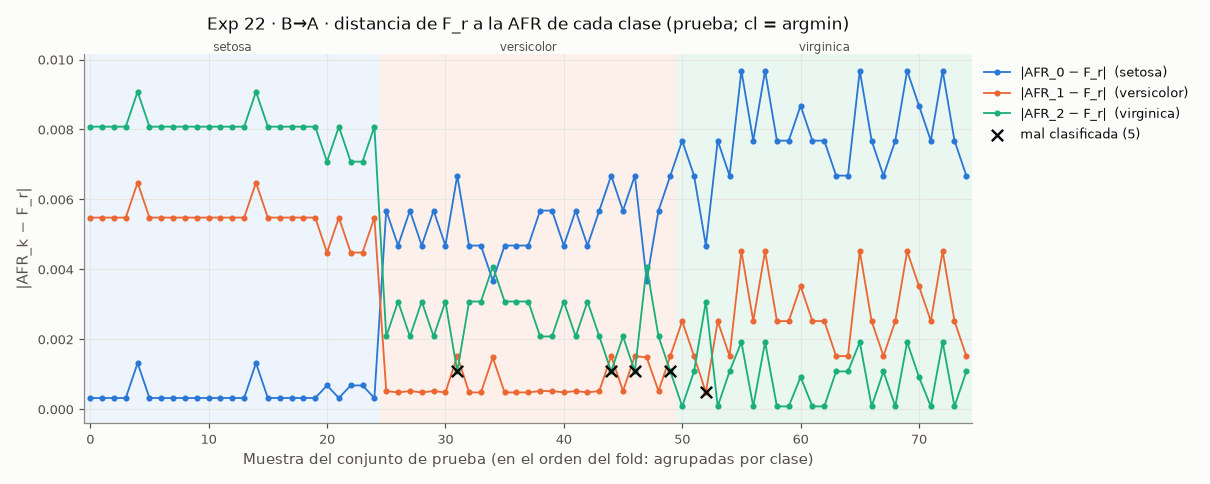 Exp 22 · B→A · distancia de F_r a la AFR de cada clase (prueba; cl = argmin)
setosa
versicolor
virginica
0.010
0.008
0.006
0.004
0.002
0.000
|AFR_k − F_r|
0
10
20
30
40
50
60
70
Muestra del conjunto de prueba (en el orden del fold: agrupadas por clase)
|AFR_0 − F_r| (setosa)
|AFR_1 − F_r| (versicolor)
|AFR_2 − F_r| (virginica)
mal clasificada (5)